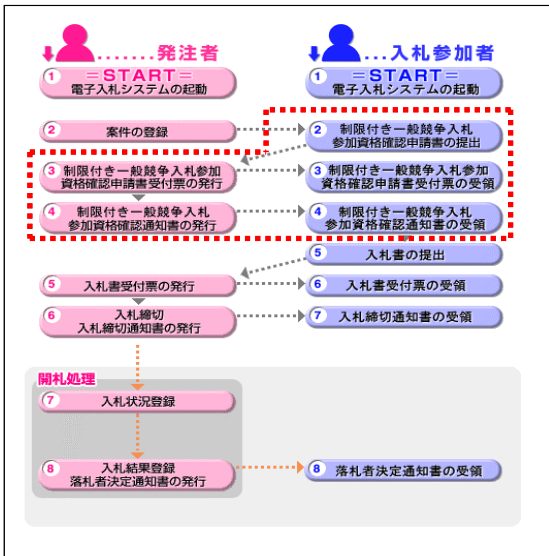 .......発注者
...入札参加者
1 =START=
電子入札システムの起動
1 =START=
電子入札システムの起動
2 案件の登録
2 制限付き一般競争入札
参加資格確認申請書の提出
3 制限付き一般競争入札参加
資格確認申請書受付票の発行
3 制限付き一般競争入札参加
資格確認申請書受付票の受領
4 制限付き一般競争入札
参加資格確認通知書の発行
4 制限付き一般競争入札
参加資格確認通知書の受領
5 入札書の提出
5 入札書受付票の発行
6 入札書受付票の受領
6 入札締切
入札締切通知書の発行
7 入札締切通知書の受領
開札処理
7 入札状況登録
8 入札結果登録
落札者決定通知書の発行
8 落札者決定通知書の受領